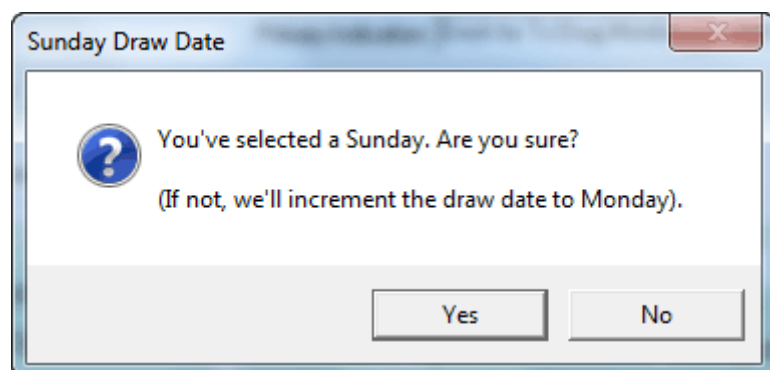 Sunday Draw Date
You've selected a Sunday. Are you sure?
(If not, we'll increment the draw date to Monday).
Yes
No